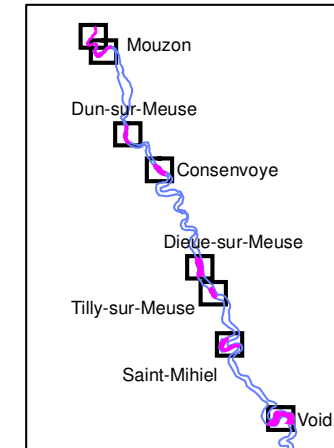 Mouzon
Dun-sur-Meuse
Consenvoye
Dieue-sur-Meuse
Tilly-sur-Meuse
Saint-Mihiel
Void